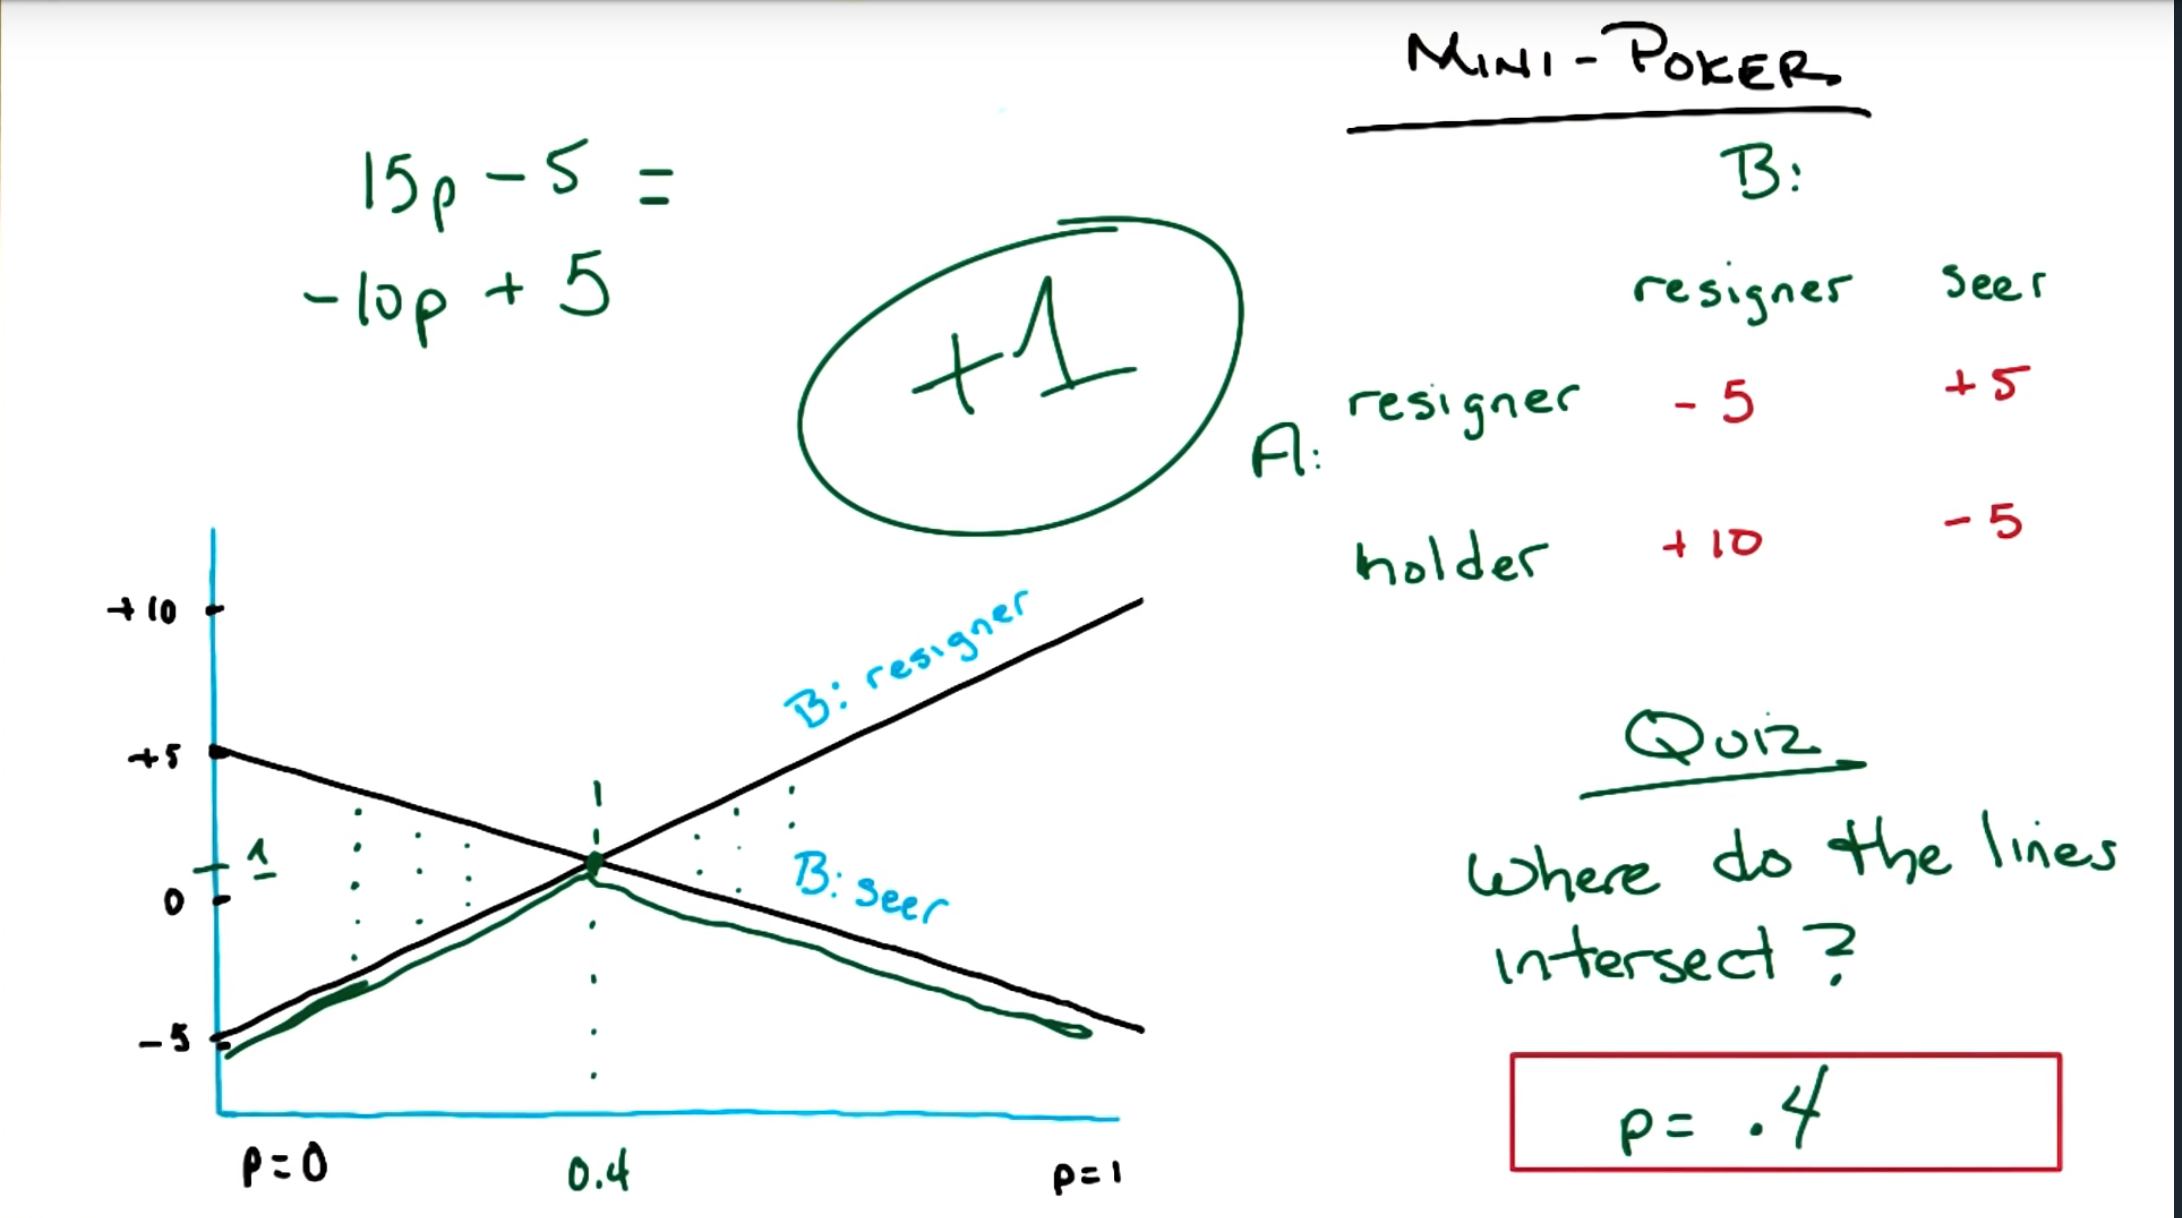 MINI-POKER
15p - 5 =
-10p + 5
+1
B:
resigner seer
A:
resigner -5 +5
holder +10 -5
+10
+5
1
0
-5
B: resigner
B: seer
p=0 0.4 p=1
Quiz
Where do the lines
intersect?
p= .4